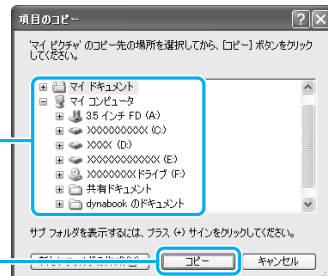 項目のコピー
'マイ ピクチャ' のコピー先の場所を選択してから、[コピー] ボタンをクリック
してください。
マイ ドキュメント
マイ コンピュータ
3.5 インチ FD (A)
XXXXXXXXXX (C:)
XXXX (D:)
XXXXXXXXXXXX (E:)
XXXXXXXXドライブ (F:)
共有ドキュメント
dynabook のドキュメント
サブ フォルダを表示するには、プラス (+) サインをクリックしてください。
コピー
キャンセル